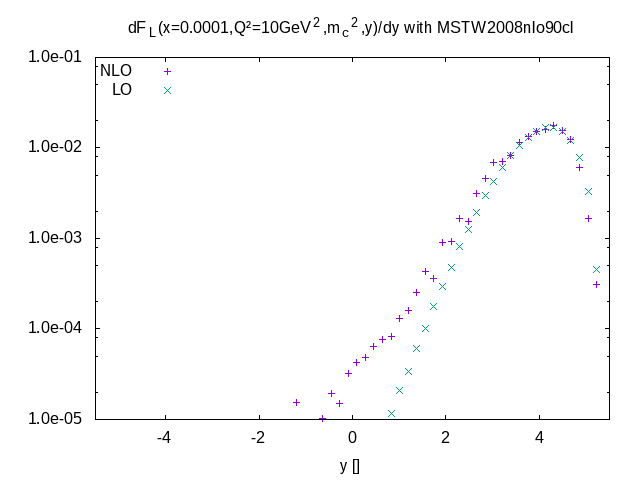 dF_L(x=0.0001,Q²=10GeV²,m_c²,y)/dy with MSTW2008nlo90cl
NLO
LO
1.0e-01
1.0e-02
1.0e-03
1.0e-04
1.0e-05
-4 -2 0 2 4
y []